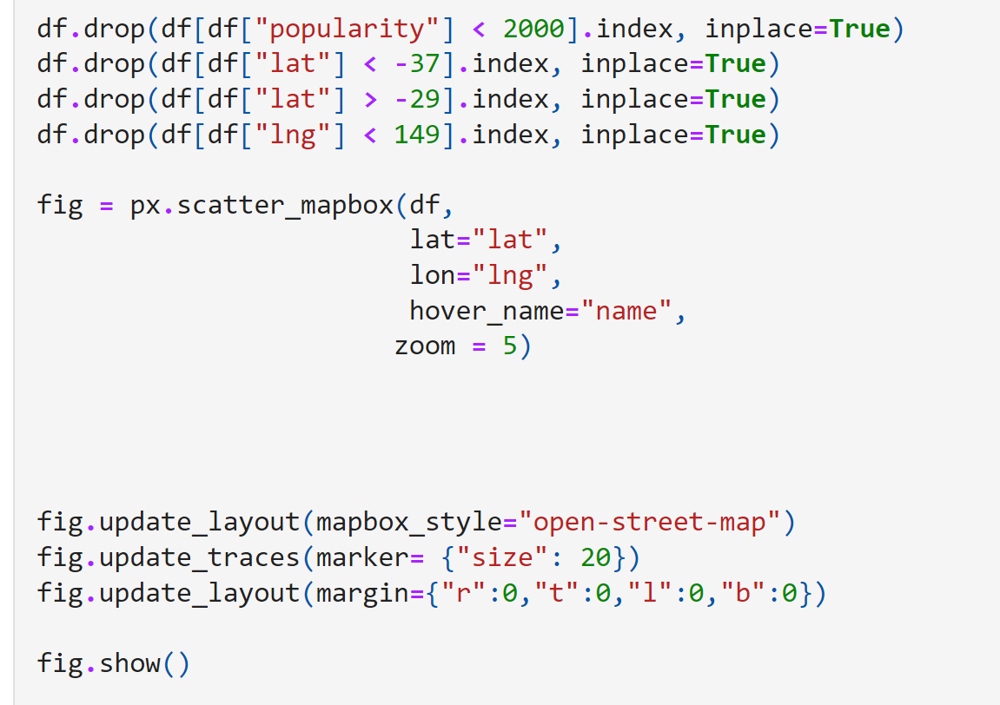 df.drop(df[df["popularity"] < 2000].index, inplace=True)
df.drop(df[df["lat"] < -37].index, inplace=True)
df.drop(df[df["lat"] > -29].index, inplace=True)
df.drop(df[df["lng"] < 149].index, inplace=True)
fig = px.scatter_mapbox(df,
lat="lat",
lon="lng",
hover_name="name",
zoom = 5)
fig.update_layout(mapbox_style="open-street-map")
fig.update_traces(marker= {"size": 20})
fig.update_layout(margin={"r":0,"t":0,"l":0,"b":0})
fig.show()